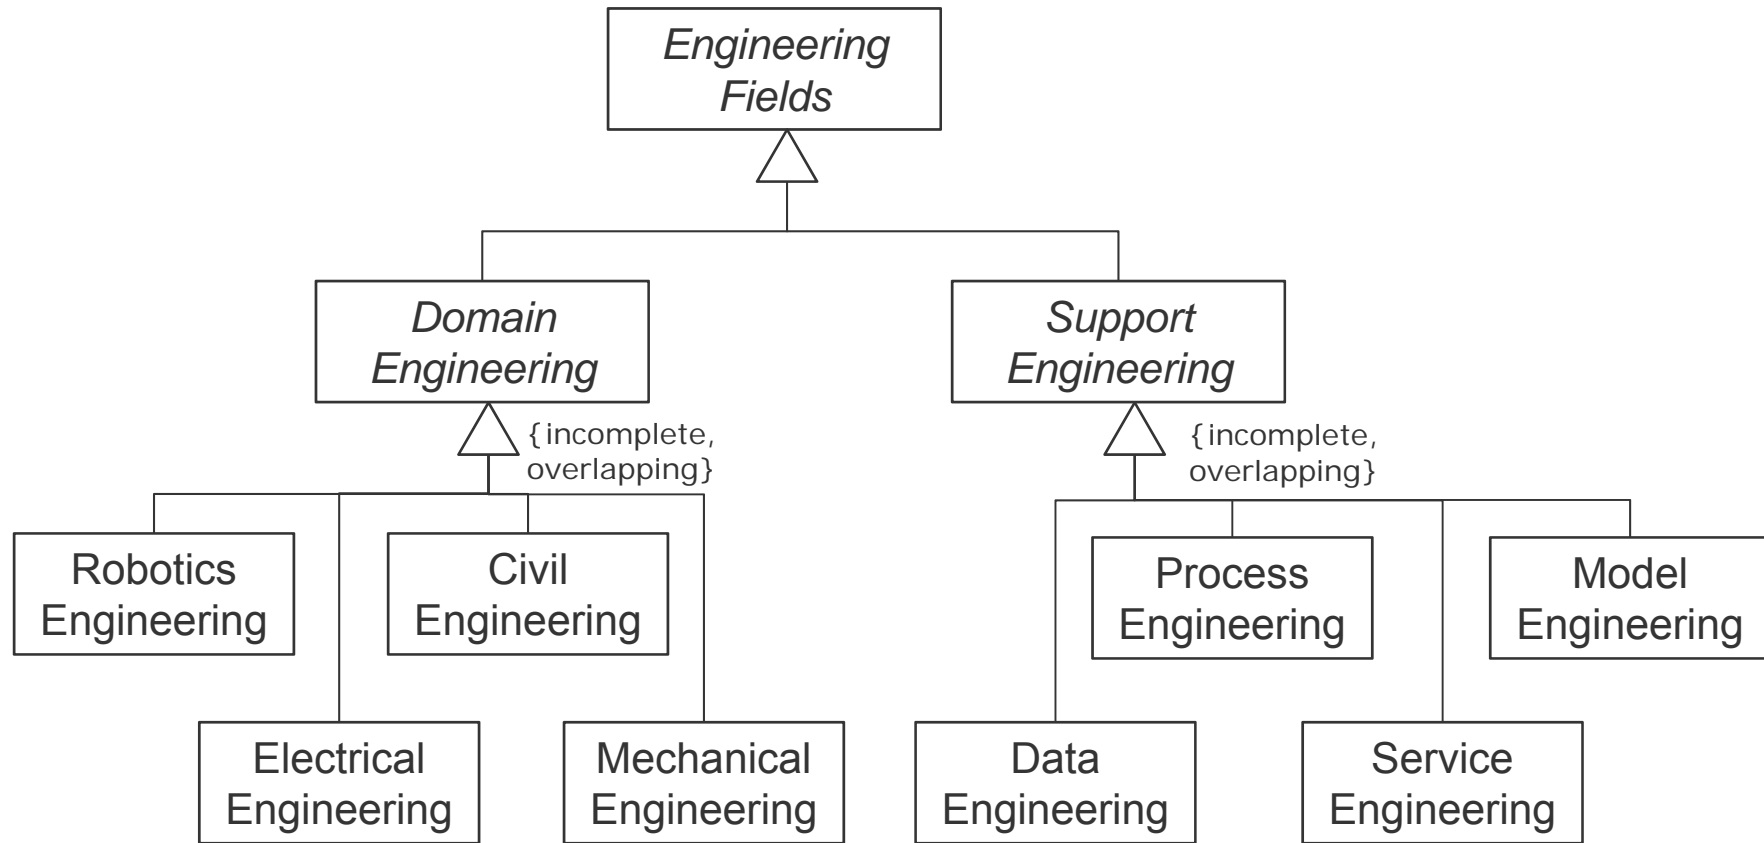 Engineering
Fields
Domain
Engineering
Support
Engineering
{incomplete,
overlapping}
{incomplete,
overlapping}
Robotics
Engineering
Civil
Engineering
Process
Engineering
Model
Engineering
Electrical
Engineering
Mechanical
Engineering
Data
Engineering
Service
Engineering